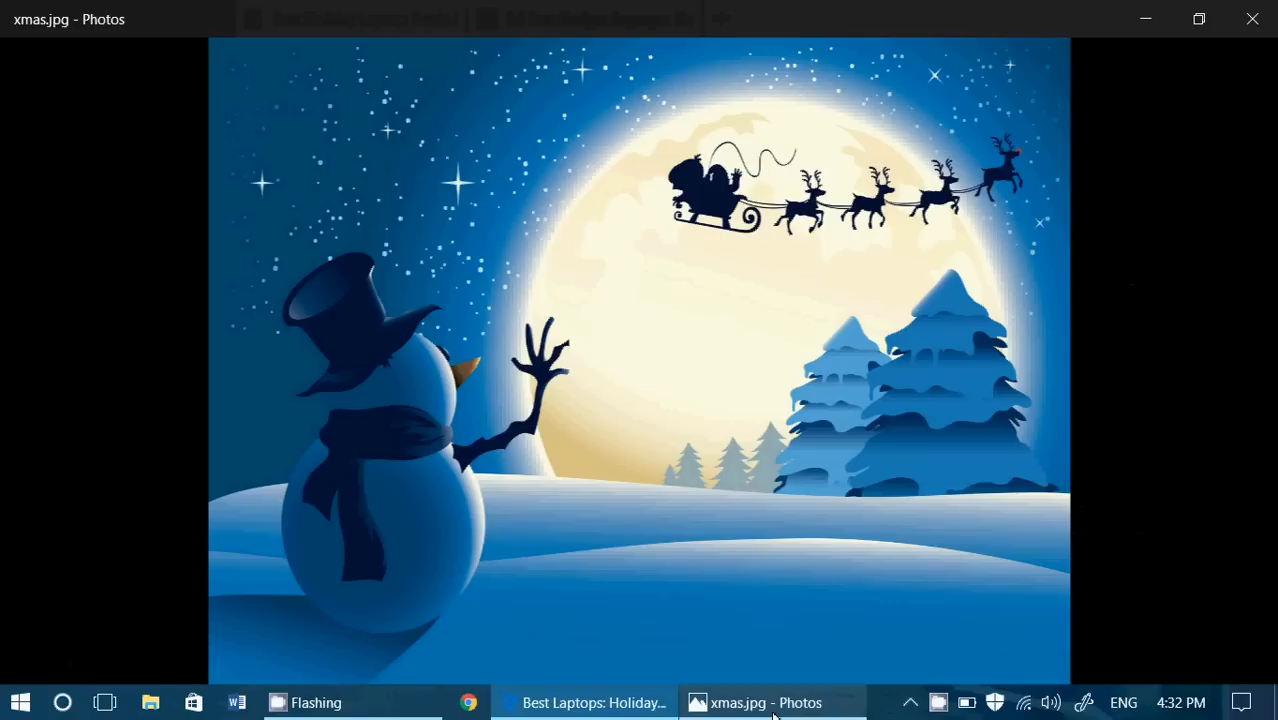 xmas.jpg - Photos
Flashing
Best Laptops: Holiday...
xmas.jpg - Photos
ENG
4:32 PM